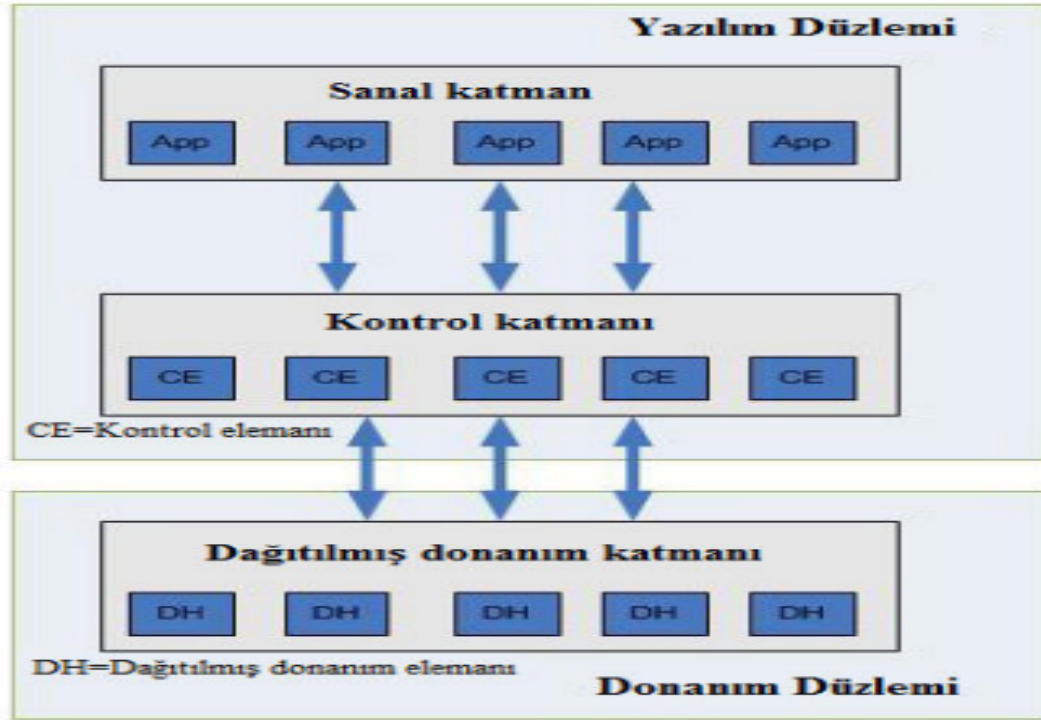 Yazılım Düzlemi
Sanal katman
App App App App App
Kontrol katmanı
CE CE CE CE CE
CE=Kontrol elemanı
Dağıtılmış donanım katmanı
DH DH DH DH DH
DH=Dağıtılmış donanım elemanı
Donanım Düzlemi